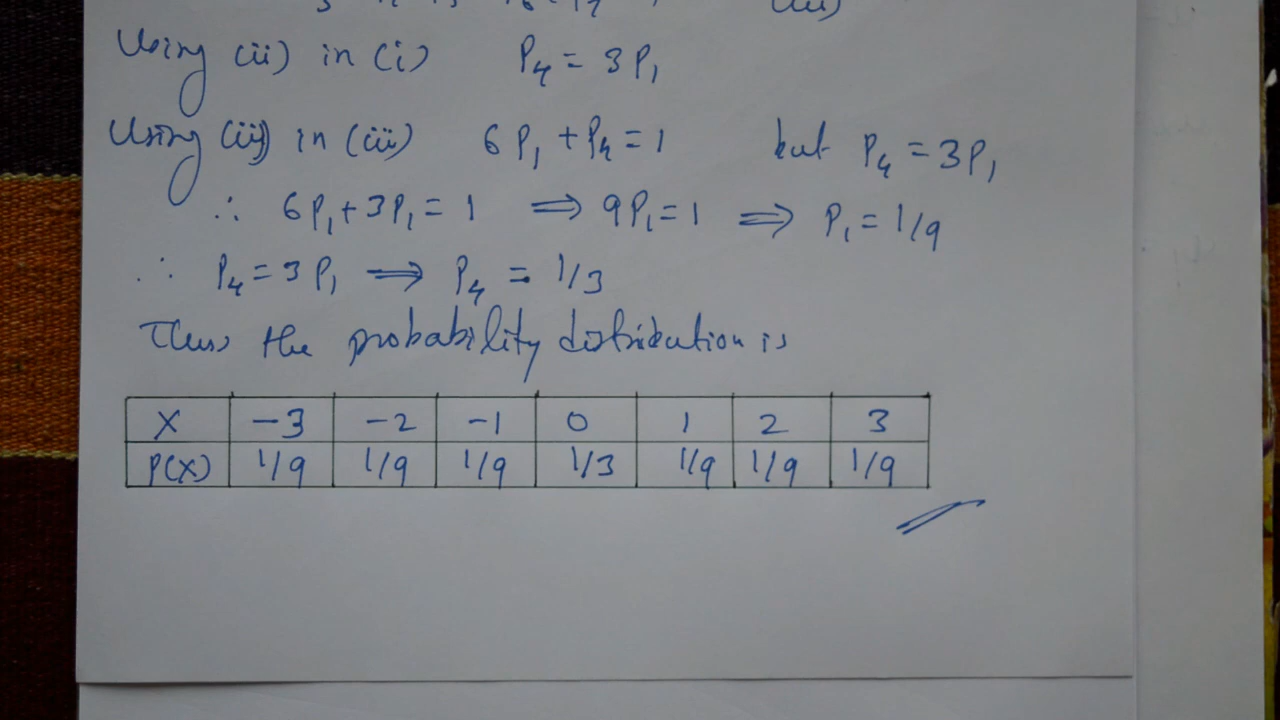 Using (ii) in (i) P₄ = 3P₁
Using (ii) in (iii) 6P₁ + P₄ = 1 but P₄ = 3P₁
∴ 6P₁ + 3P₁ = 1 ⟹ 9P₁ = 1 ⟹ P₁ = 1/9
∴ P₄ = 3P₁ ⟹ P₄ = 1/3
Thus the probability distribution is
X -3 -2 -1 0 1 2 3
P(X) 1/9 1/9 1/9 1/3 1/9 1/9 1/9